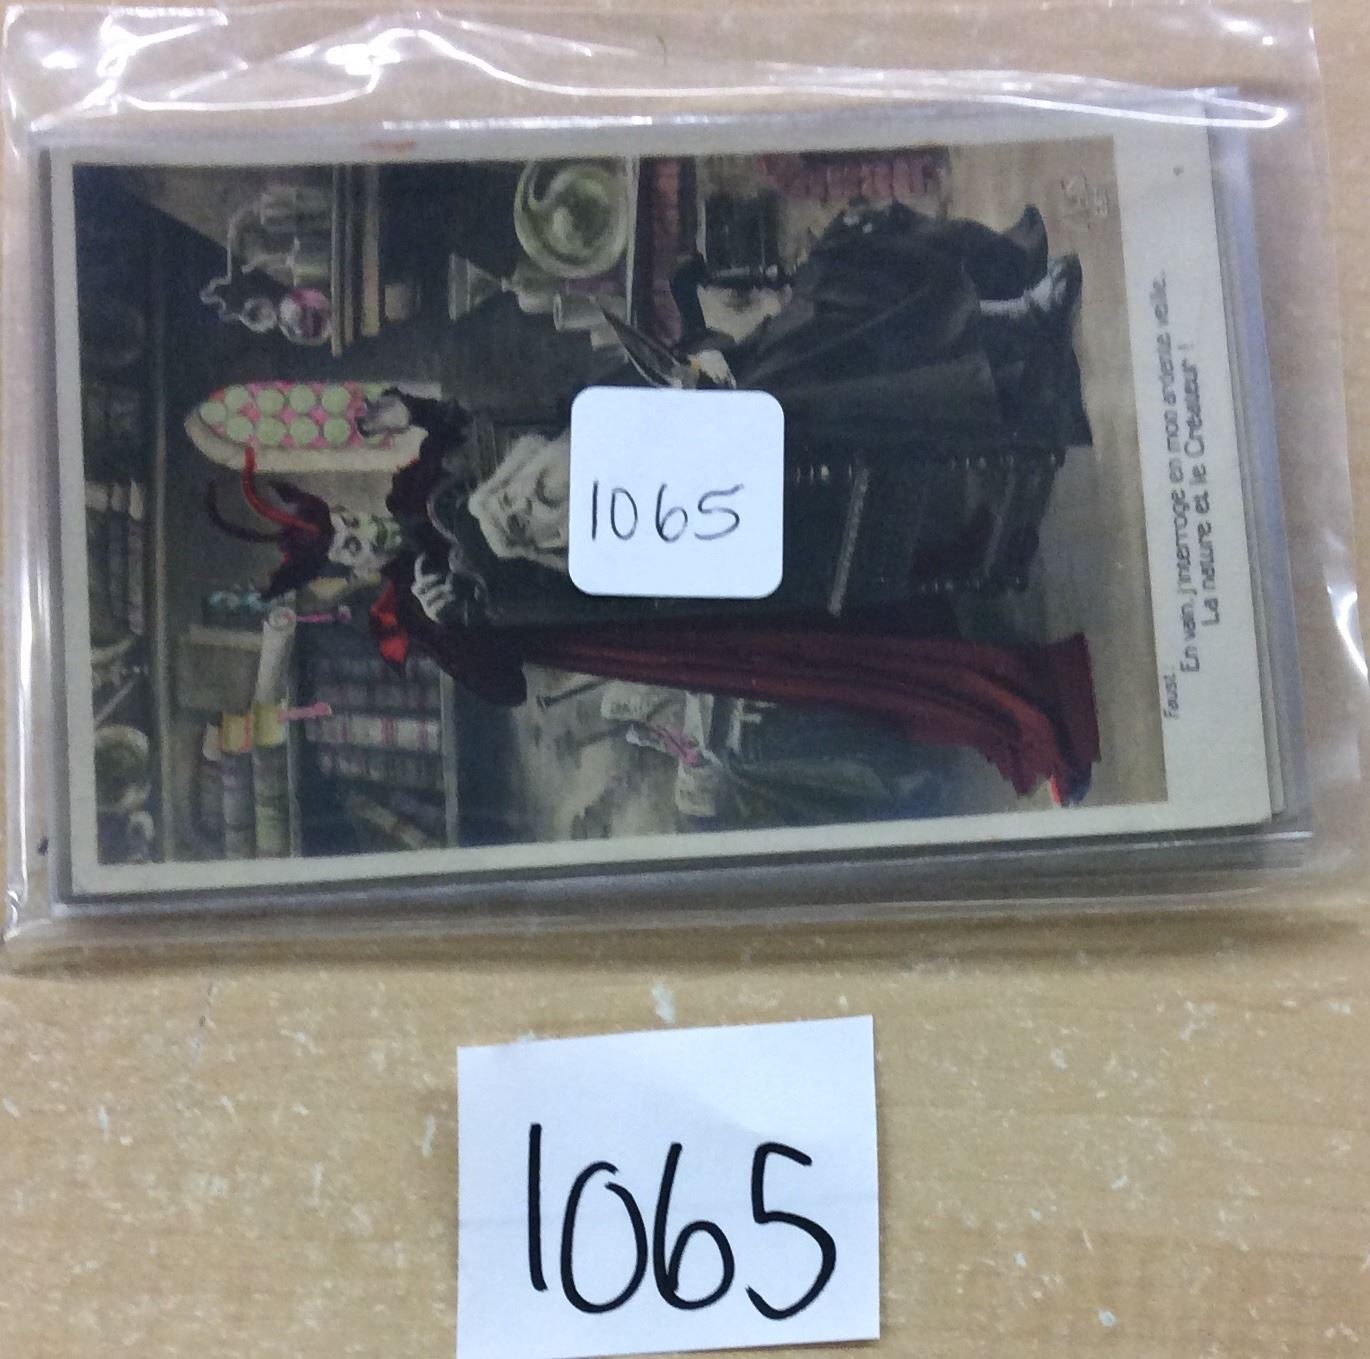 1065
Faust:
En vain, j'interroge en mon ardente veille,
La nature et le Créateur !
1065